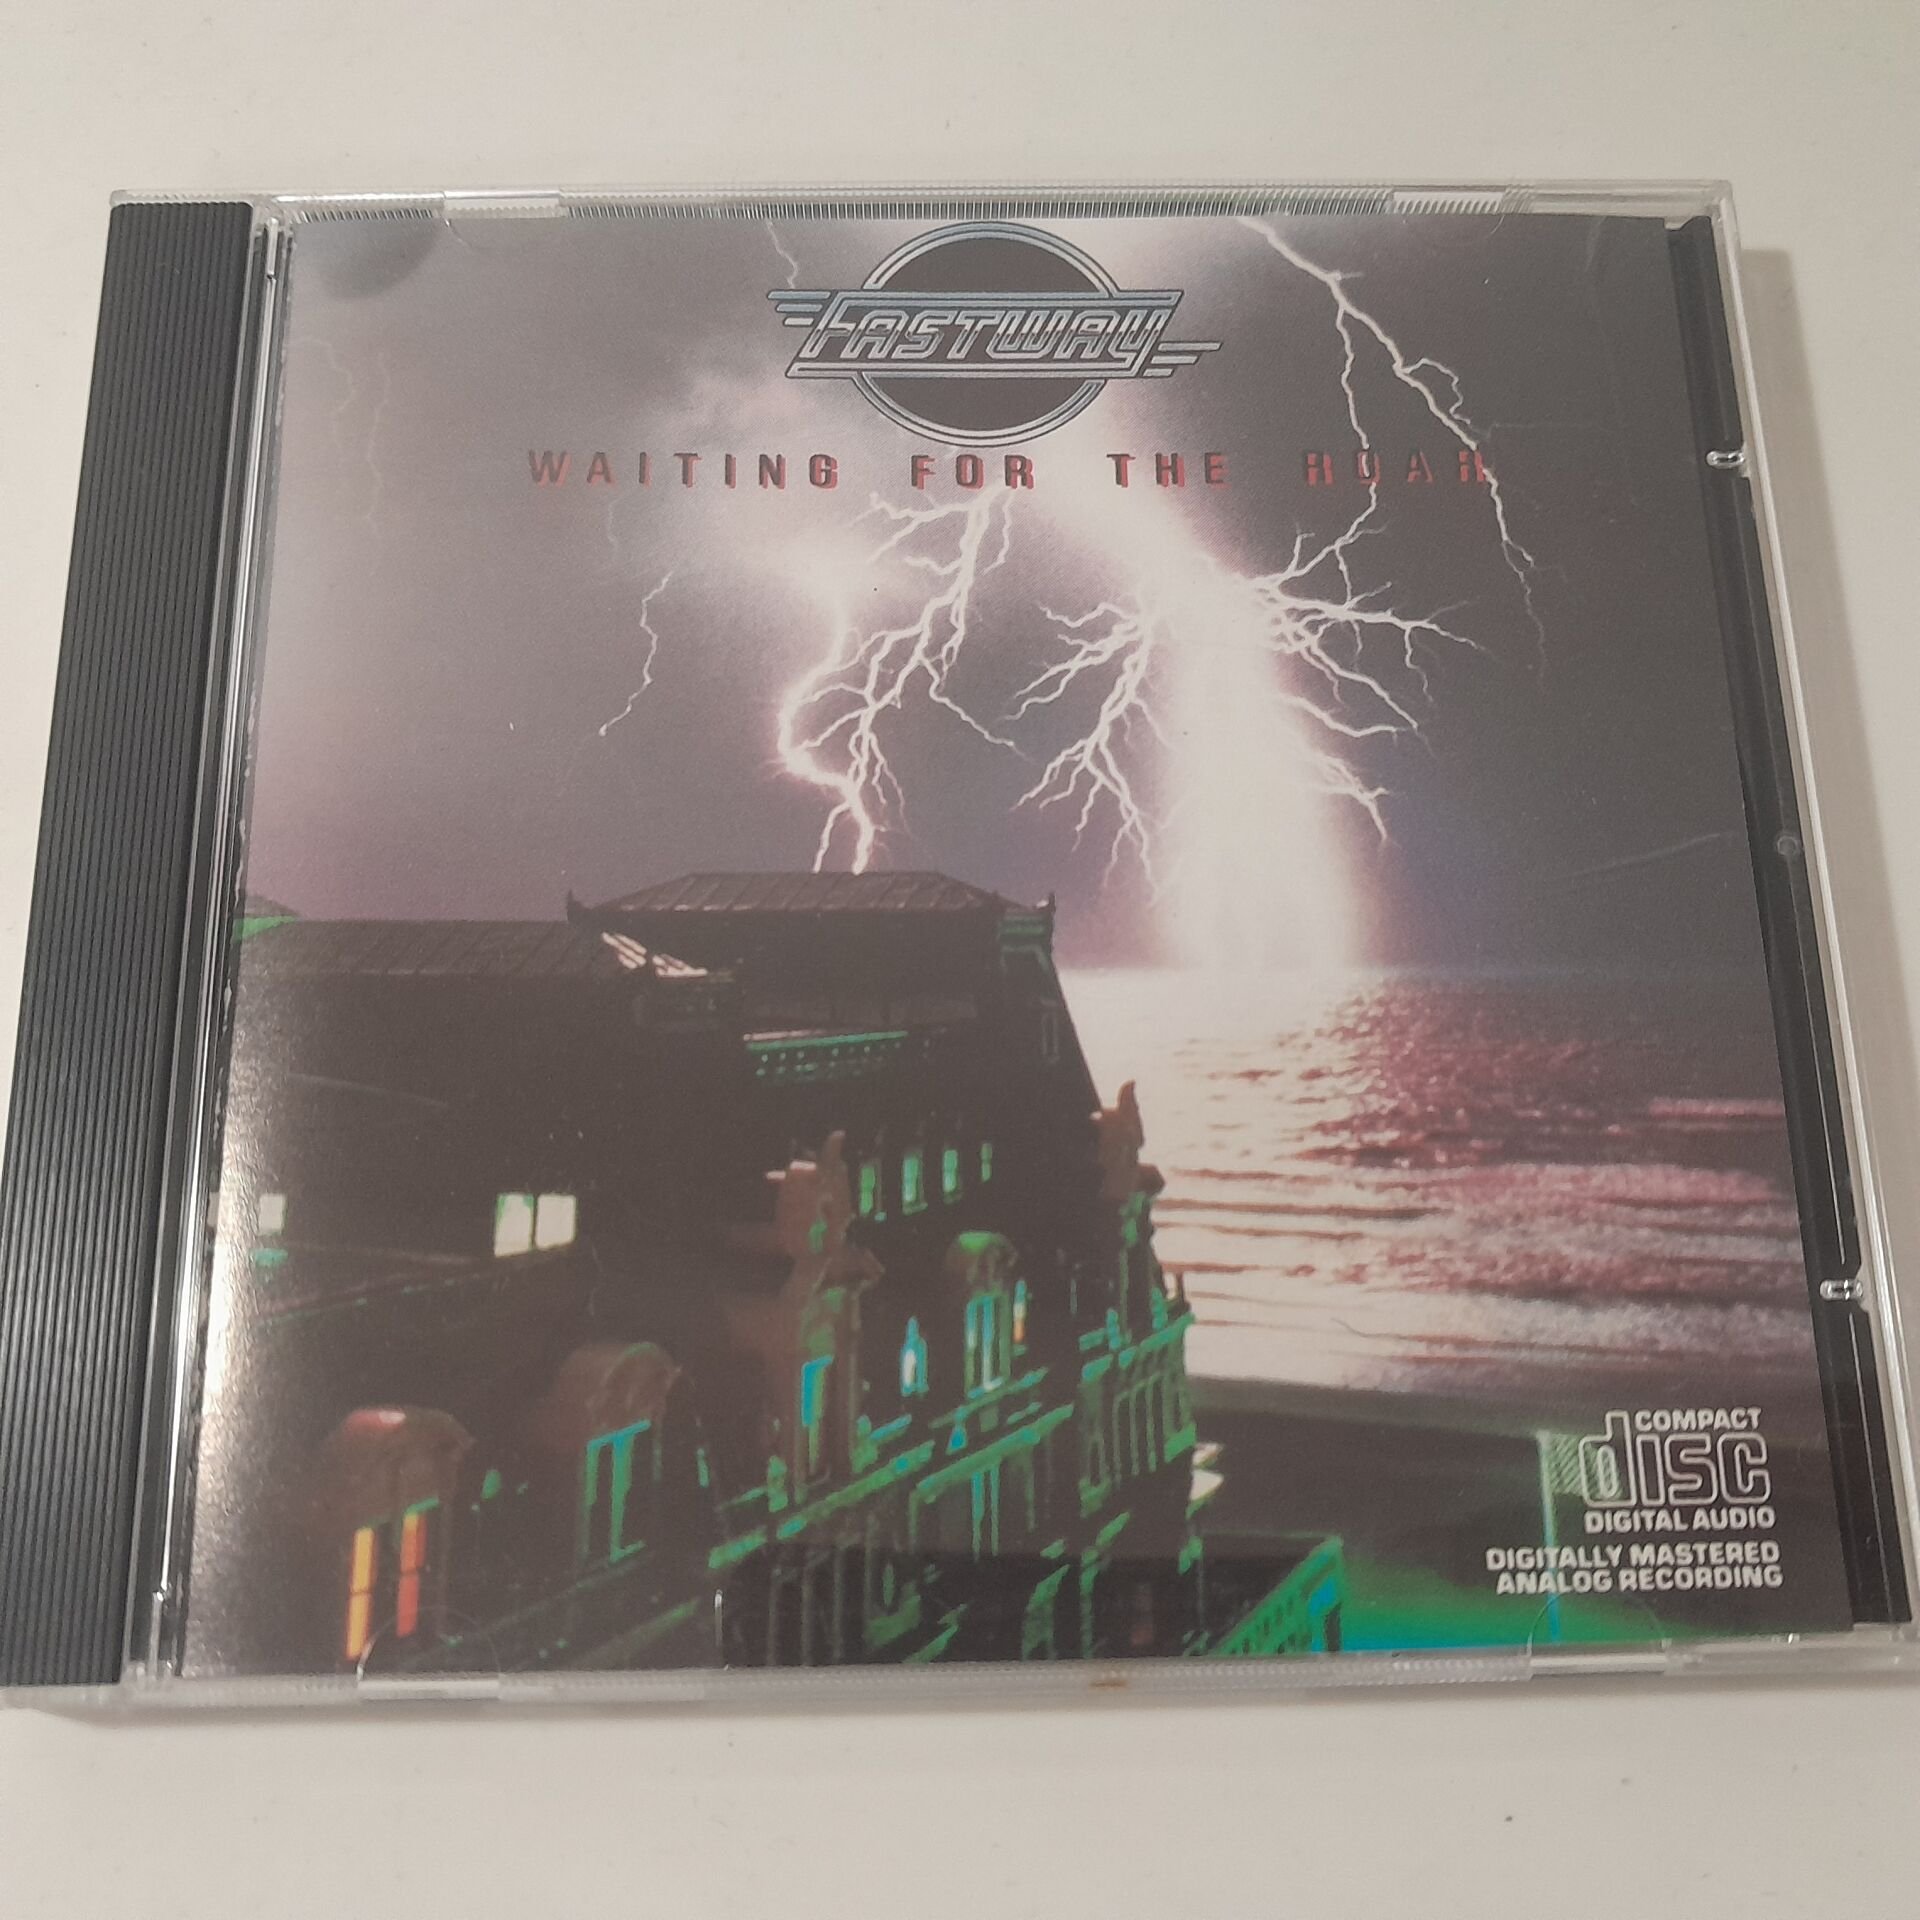 FASTWAY
WAITING FOR THE ROAR
COMPACT
disc
DIGITAL AUDIO
DIGITALLY MASTERED
ANALOG RECORDING